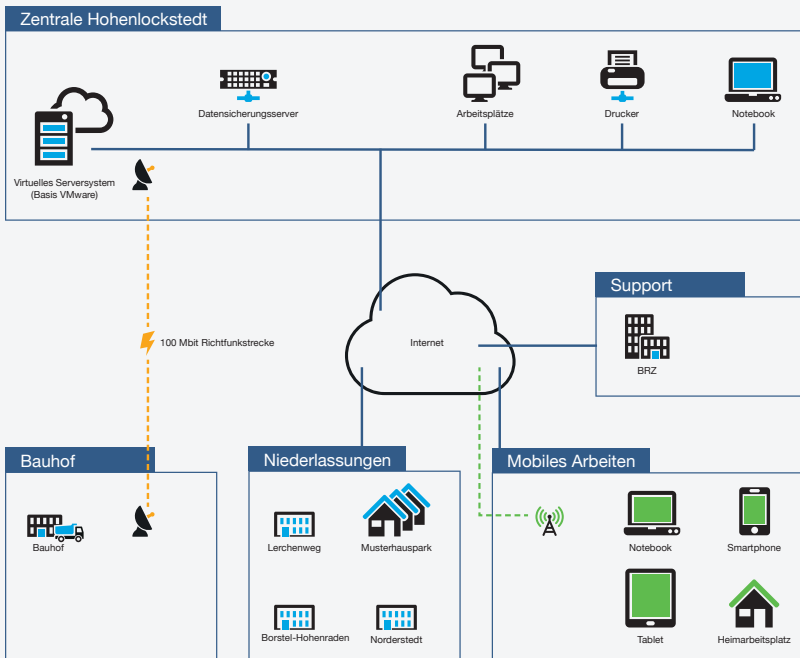 Zentrale Hohenlockstedt
Datensicherungsserver
Arbeitsplätze
Drucker
Notebook
Virtuelles Serversystem
(Basis VMware)
Support
100 Mbit Richtfunkstrecke
Internet
BRZ
Bauhof
Niederlassungen
Mobiles Arbeiten
Bauhof
Lerchenweg
Musterhauspark
Notebook
Smartphone
Borstel-Hohenraden
Norderstedt
Tablet
Heimarbeitsplatz